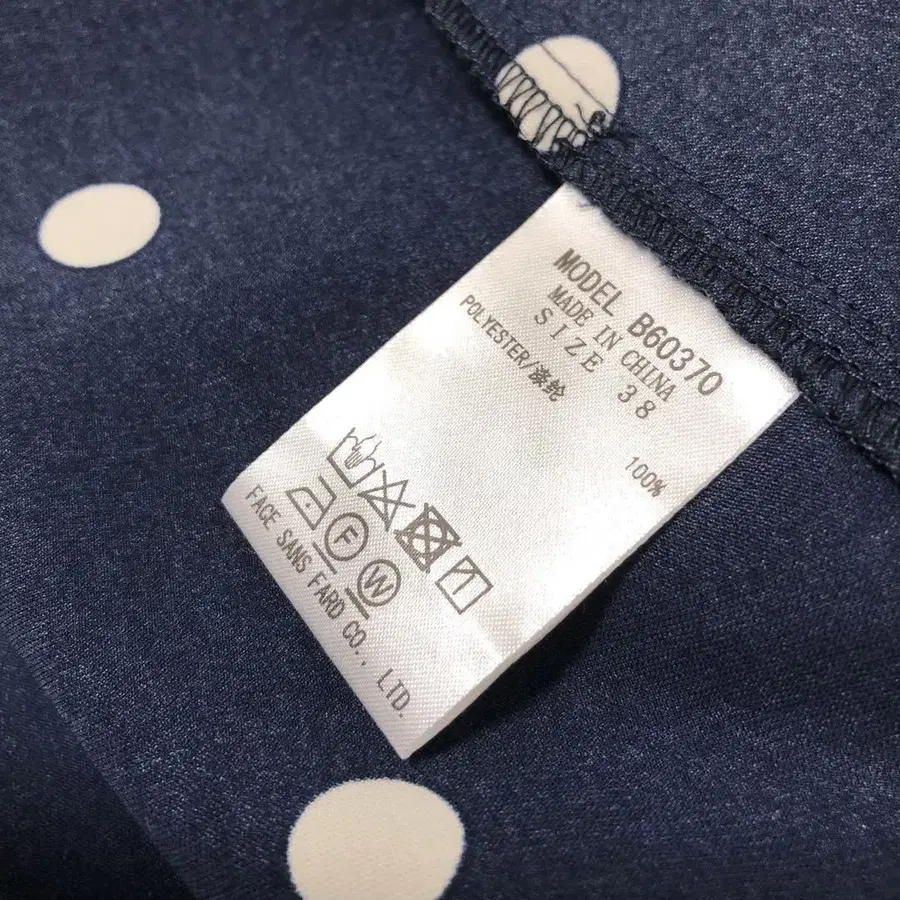 MODEL B60370
MADE IN CHINA
SIZE 38
POLYESTER/涤纶 100%
F
W
FACE SANS FARD CO., LTD.